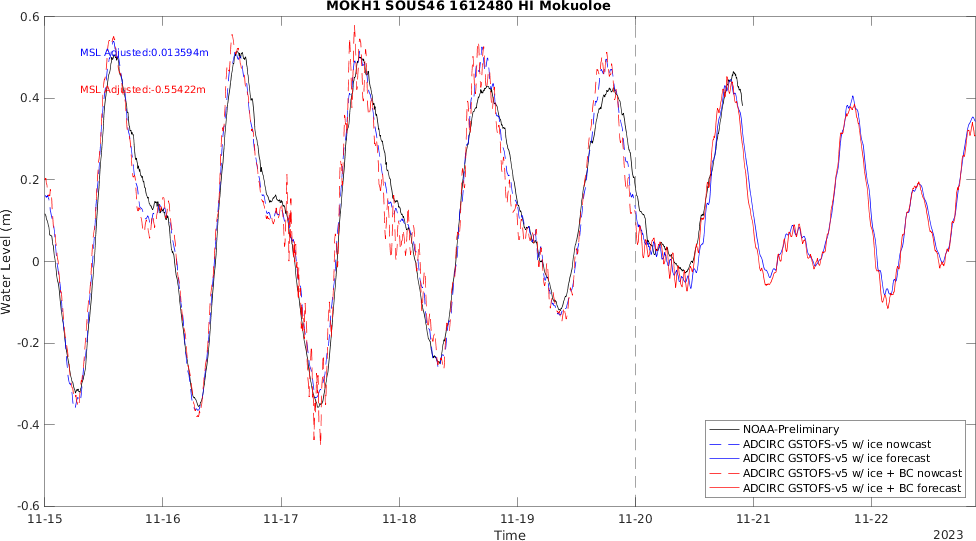 MOKH1 SOUS46 1612480 HI Mokuoloe
0.6
MSL Adjusted:0.013594m
MSL Adjusted:-0.55422m
0.4
0.2
0
-0.2
-0.4
-0.6
Water Level (m)
NOAA-Preliminary
ADCIRC GSTOFS-v5 w/ ice nowcast
ADCIRC GSTOFS-v5 w/ ice forecast
ADCIRC GSTOFS-v5 w/ ice + BC nowcast
ADCIRC GSTOFS-v5 w/ ice + BC forecast
11-15 11-16 11-17 11-18 11-19 11-20 11-21 11-22
Time
2023